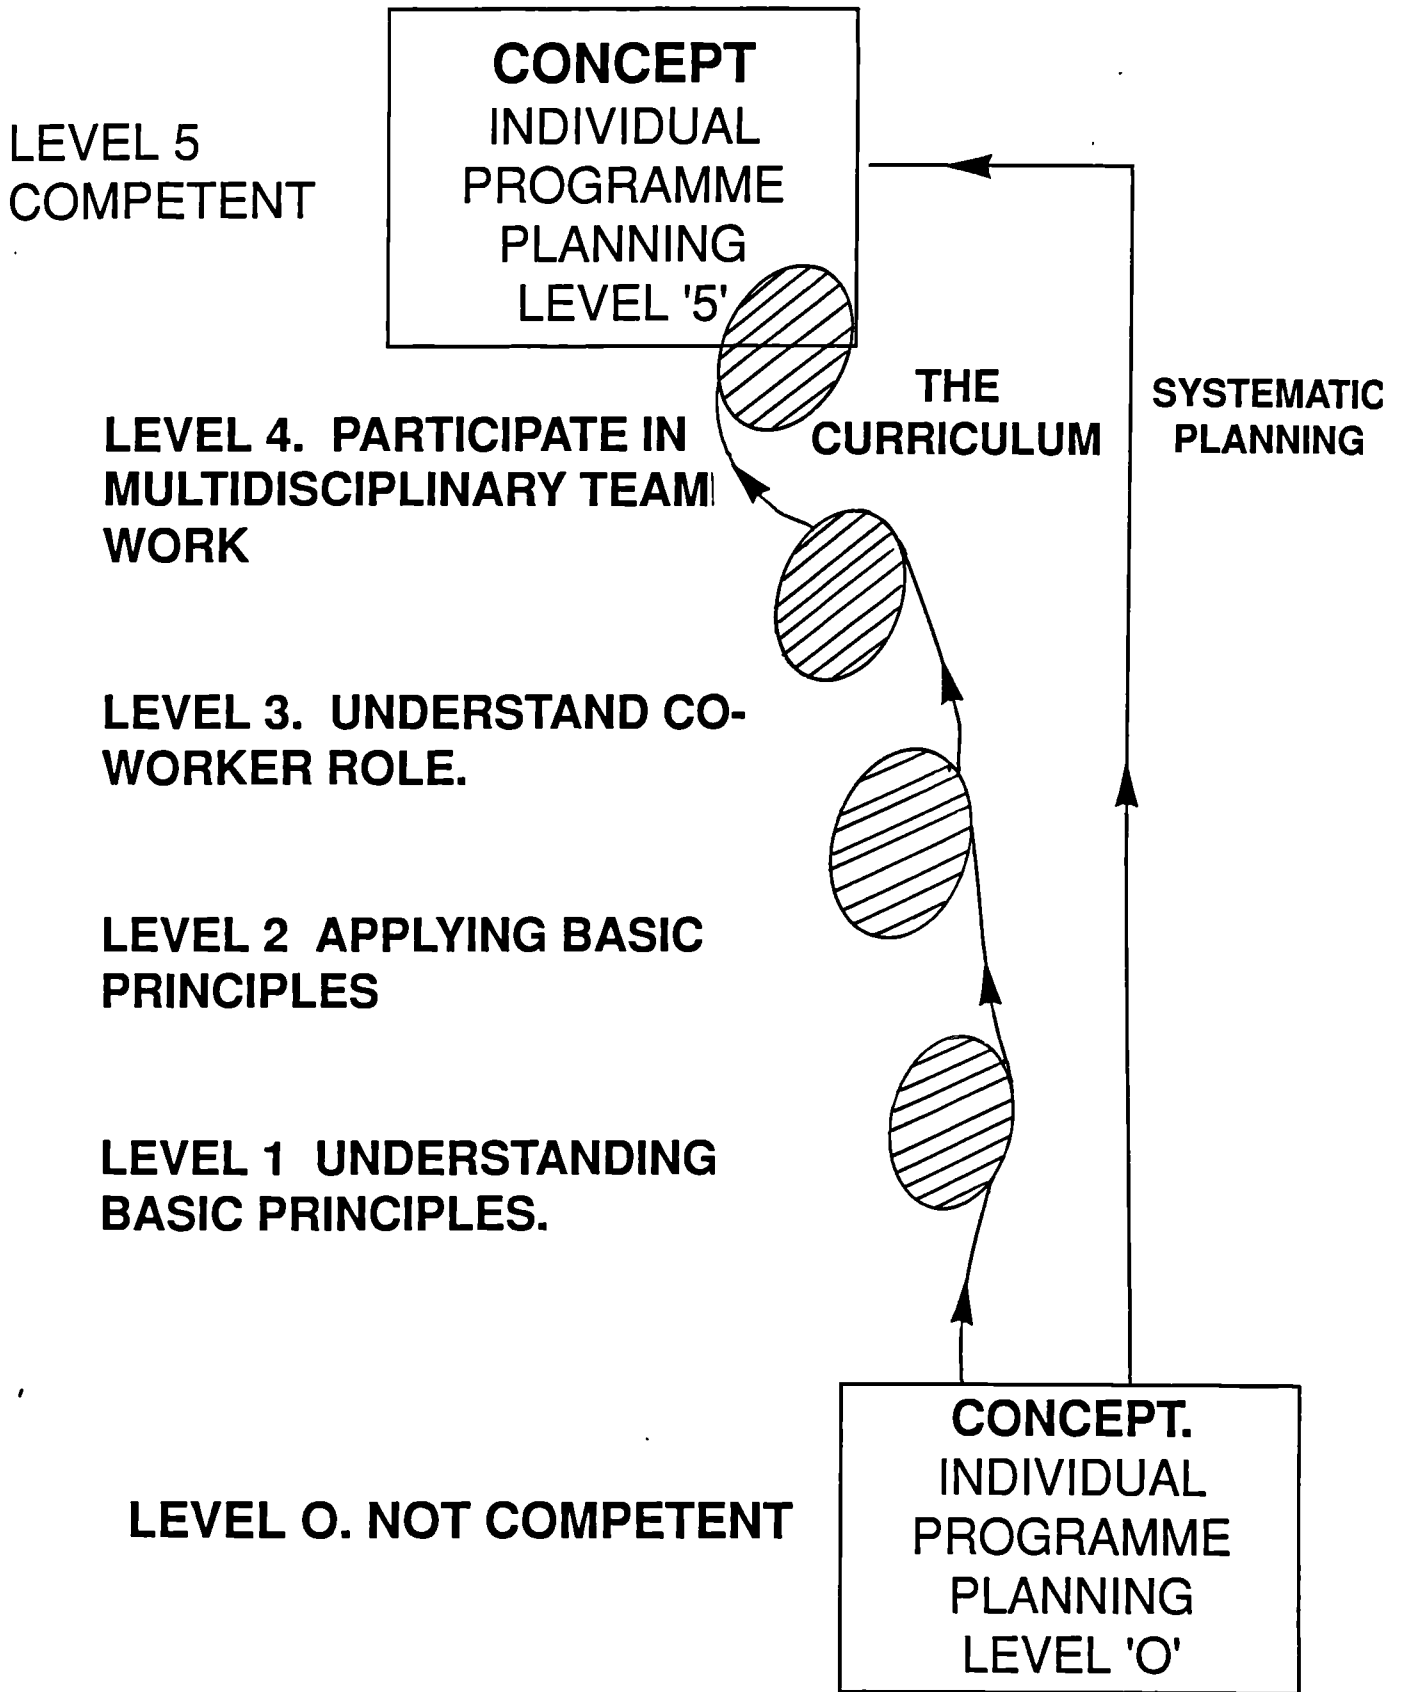 CONCEPT
INDIVIDUAL
PROGRAMME
PLANNING
LEVEL '5'
LEVEL 5
COMPETENT
THE
CURRICULUM
SYSTEMATIC
PLANNING
LEVEL 4. PARTICIPATE IN
MULTIDISCIPLINARY TEAM
WORK
LEVEL 3. UNDERSTAND CO-
WORKER ROLE.
LEVEL 2 APPLYING BASIC
PRINCIPLES
LEVEL 1 UNDERSTANDING
BASIC PRINCIPLES.
LEVEL O. NOT COMPETENT
CONCEPT.
INDIVIDUAL
PROGRAMME
PLANNING
LEVEL 'O'